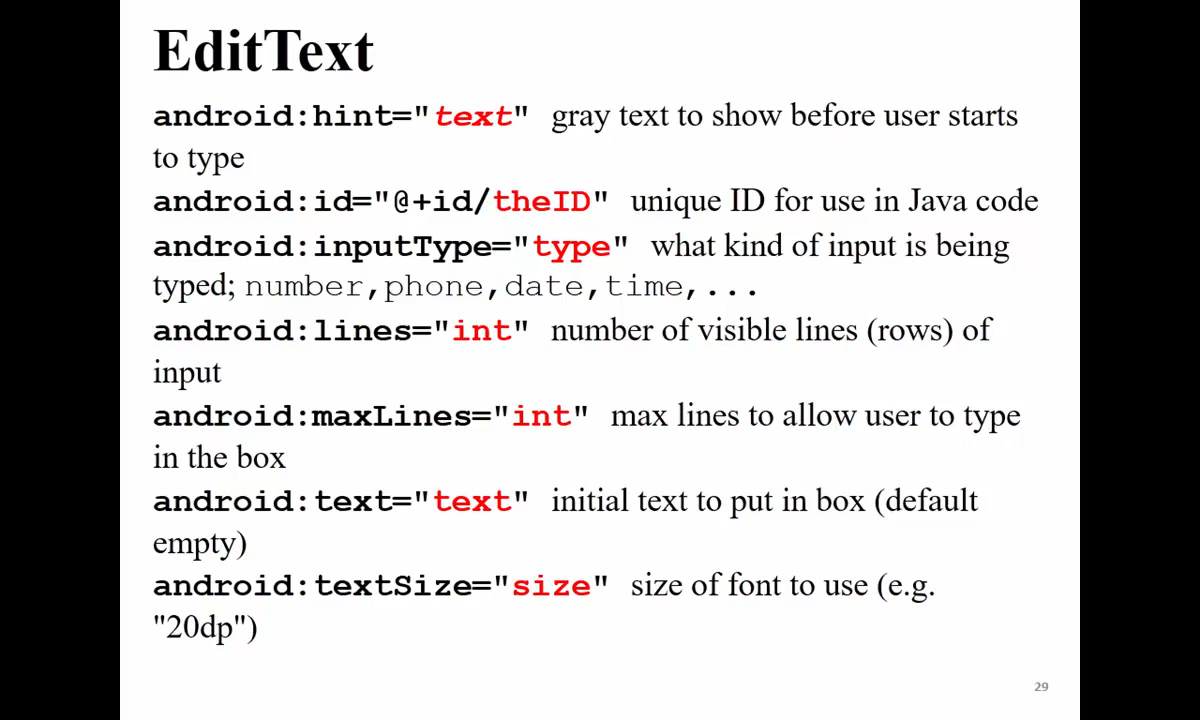 EditText
android:hint="text" gray text to show before user starts
to type
android:id="@+id/theID" unique ID for use in Java code
android:inputType="type" what kind of input is being
typed; number,phone,date,time,...
android:lines="int" number of visible lines (rows) of
input
android:maxLines="int" max lines to allow user to type
in the box
android:text="text" initial text to put in box (default
empty)
android:textSize="size" size of font to use (e.g.
"20dp")
29